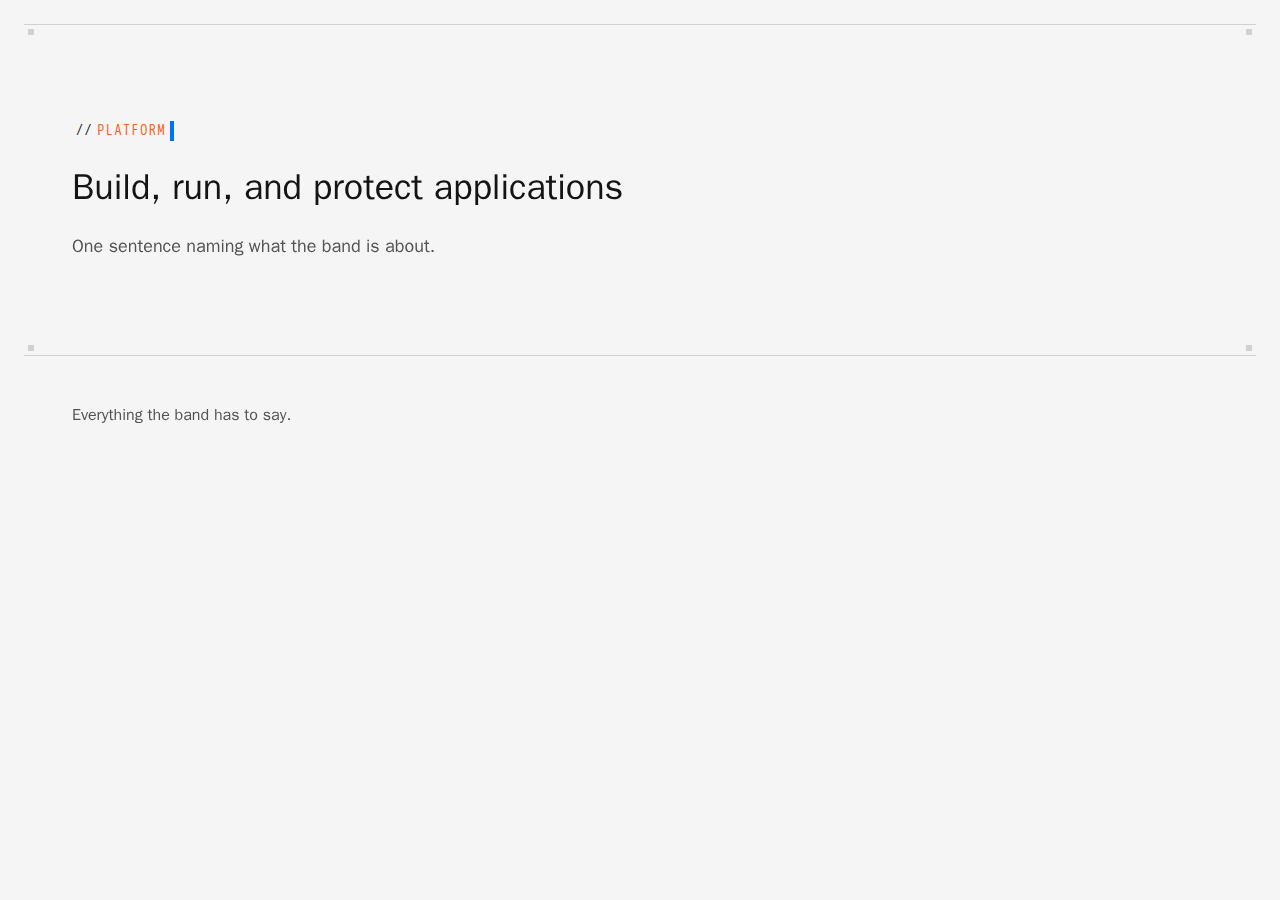 // PLATFORM
Build, run, and protect applications
One sentence naming what the band is about.
Everything the band has to say.